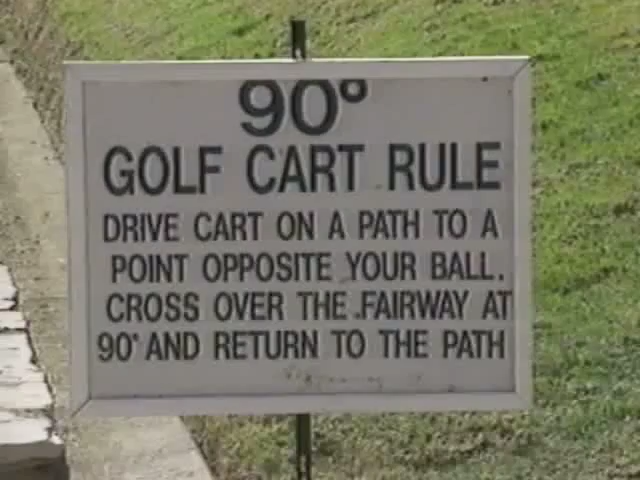 90°
GOLF CART RULE
DRIVE CART ON A PATH TO A
POINT OPPOSITE YOUR BALL.
CROSS OVER THE FAIRWAY AT
90° AND RETURN TO THE PATH